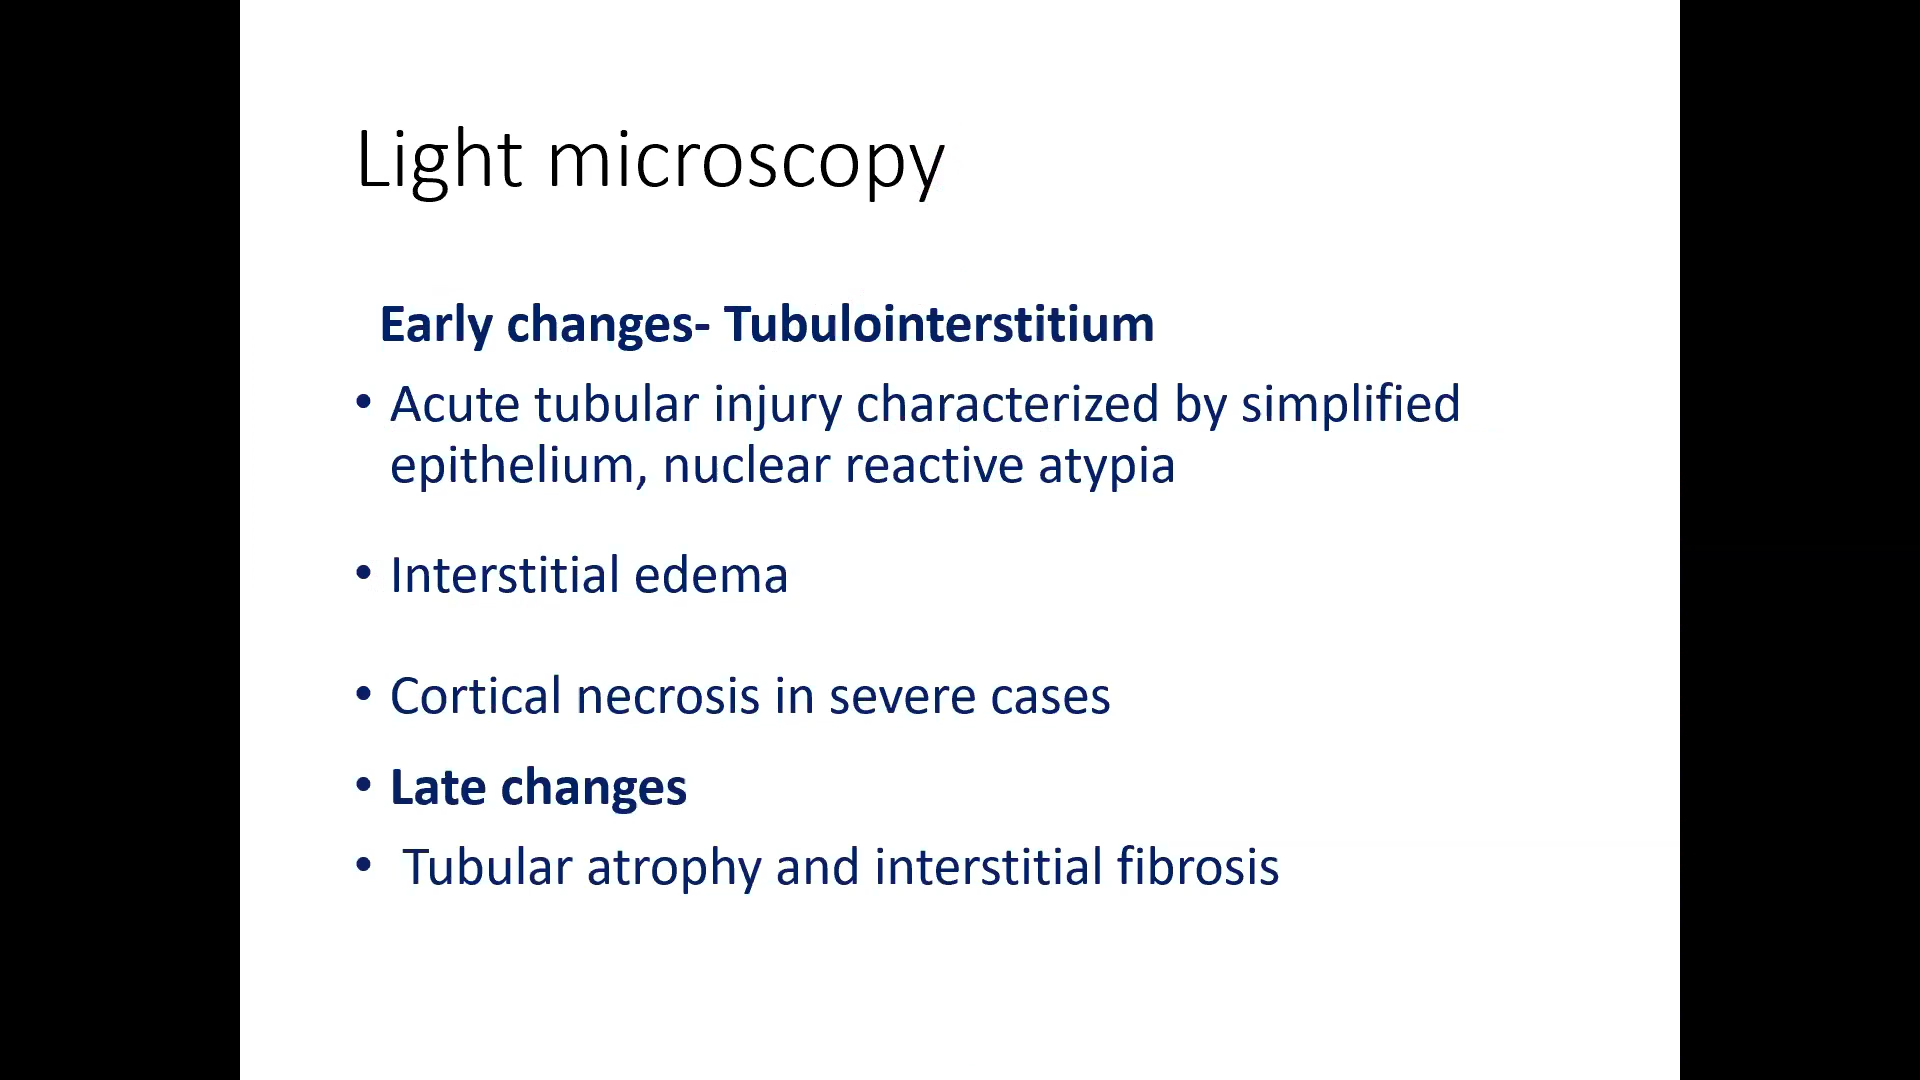 Light microscopy
Early changes- Tubulointerstitium
• Acute tubular injury characterized by simplified
epithelium, nuclear reactive atypia
• Interstitial edema
• Cortical necrosis in severe cases
• Late changes
• Tubular atrophy and interstitial fibrosis